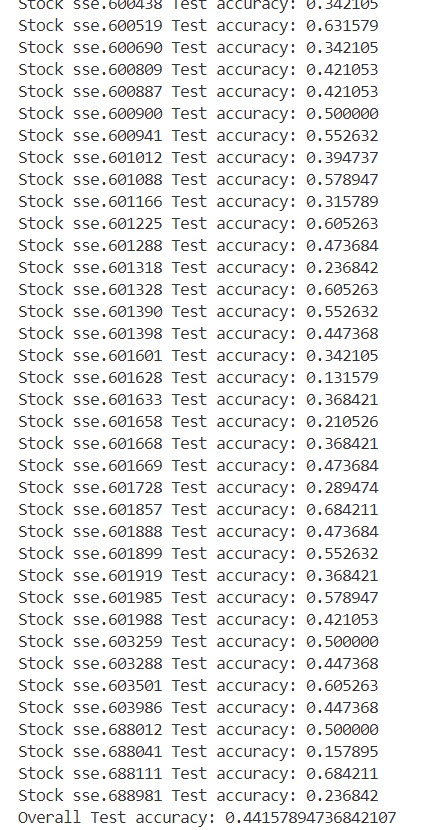 Stock sse.600438 Test accuracy: 0.342105
Stock sse.600519 Test accuracy: 0.631579
Stock sse.600690 Test accuracy: 0.342105
Stock sse.600809 Test accuracy: 0.421053
Stock sse.600887 Test accuracy: 0.421053
Stock sse.600900 Test accuracy: 0.500000
Stock sse.600941 Test accuracy: 0.552632
Stock sse.601012 Test accuracy: 0.394737
Stock sse.601088 Test accuracy: 0.578947
Stock sse.601166 Test accuracy: 0.315789
Stock sse.601225 Test accuracy: 0.605263
Stock sse.601288 Test accuracy: 0.473684
Stock sse.601318 Test accuracy: 0.236842
Stock sse.601328 Test accuracy: 0.605263
Stock sse.601390 Test accuracy: 0.552632
Stock sse.601398 Test accuracy: 0.447368
Stock sse.601601 Test accuracy: 0.342105
Stock sse.601628 Test accuracy: 0.131579
Stock sse.601633 Test accuracy: 0.368421
Stock sse.601658 Test accuracy: 0.210526
Stock sse.601668 Test accuracy: 0.368421
Stock sse.601669 Test accuracy: 0.473684
Stock sse.601728 Test accuracy: 0.289474
Stock sse.601857 Test accuracy: 0.684211
Stock sse.601888 Test accuracy: 0.473684
Stock sse.601899 Test accuracy: 0.552632
Stock sse.601919 Test accuracy: 0.368421
Stock sse.601985 Test accuracy: 0.578947
Stock sse.601988 Test accuracy: 0.421053
Stock sse.603259 Test accuracy: 0.500000
Stock sse.603288 Test accuracy: 0.447368
Stock sse.603501 Test accuracy: 0.605263
Stock sse.603986 Test accuracy: 0.447368
Stock sse.688012 Test accuracy: 0.500000
Stock sse.688041 Test accuracy: 0.157895
Stock sse.688111 Test accuracy: 0.684211
Stock sse.688981 Test accuracy: 0.236842
Overall Test accuracy: 0.44157894736842107